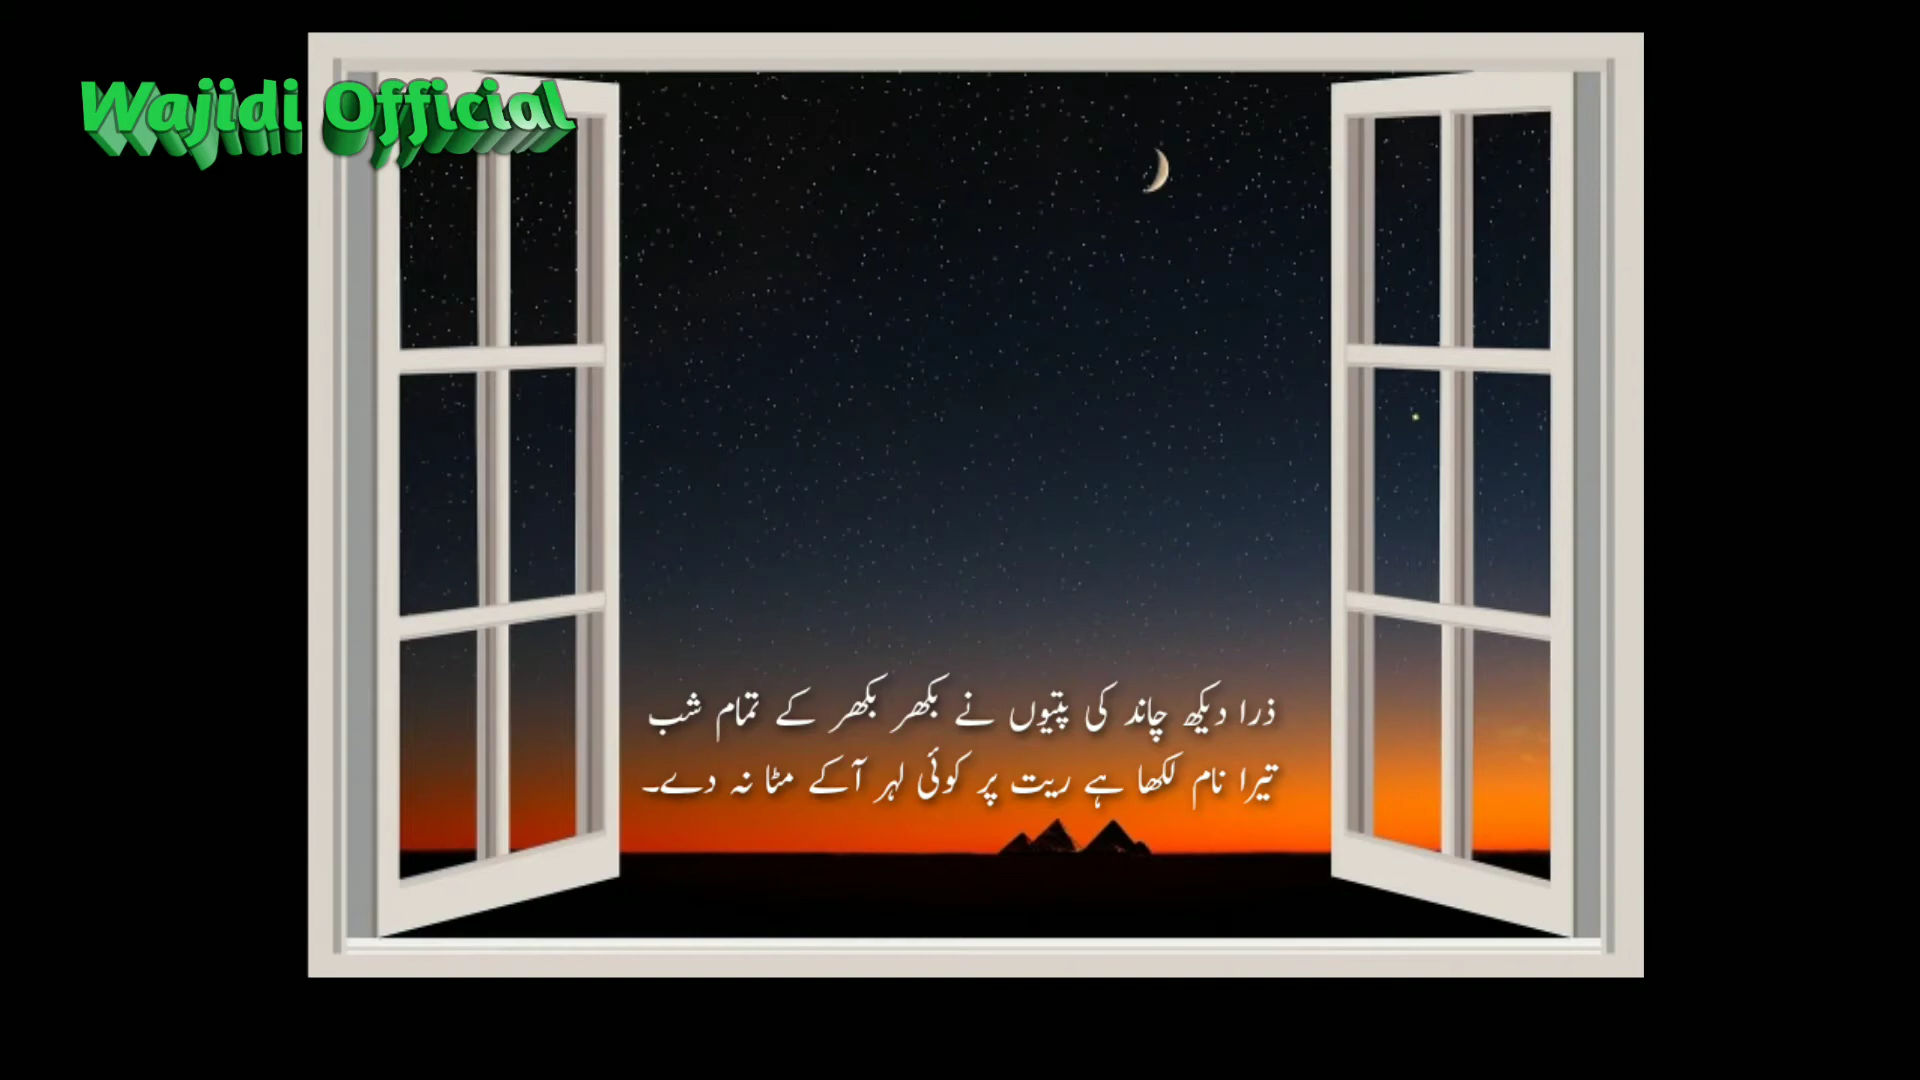 Wajidi Official
ذرا دیکھ چاند کی پتیوں نے بکھر بکھر کے تمام شب
تیرا نام لکھا ہے ریت پر کوئی لہر آکے مٹا نہ دے۔